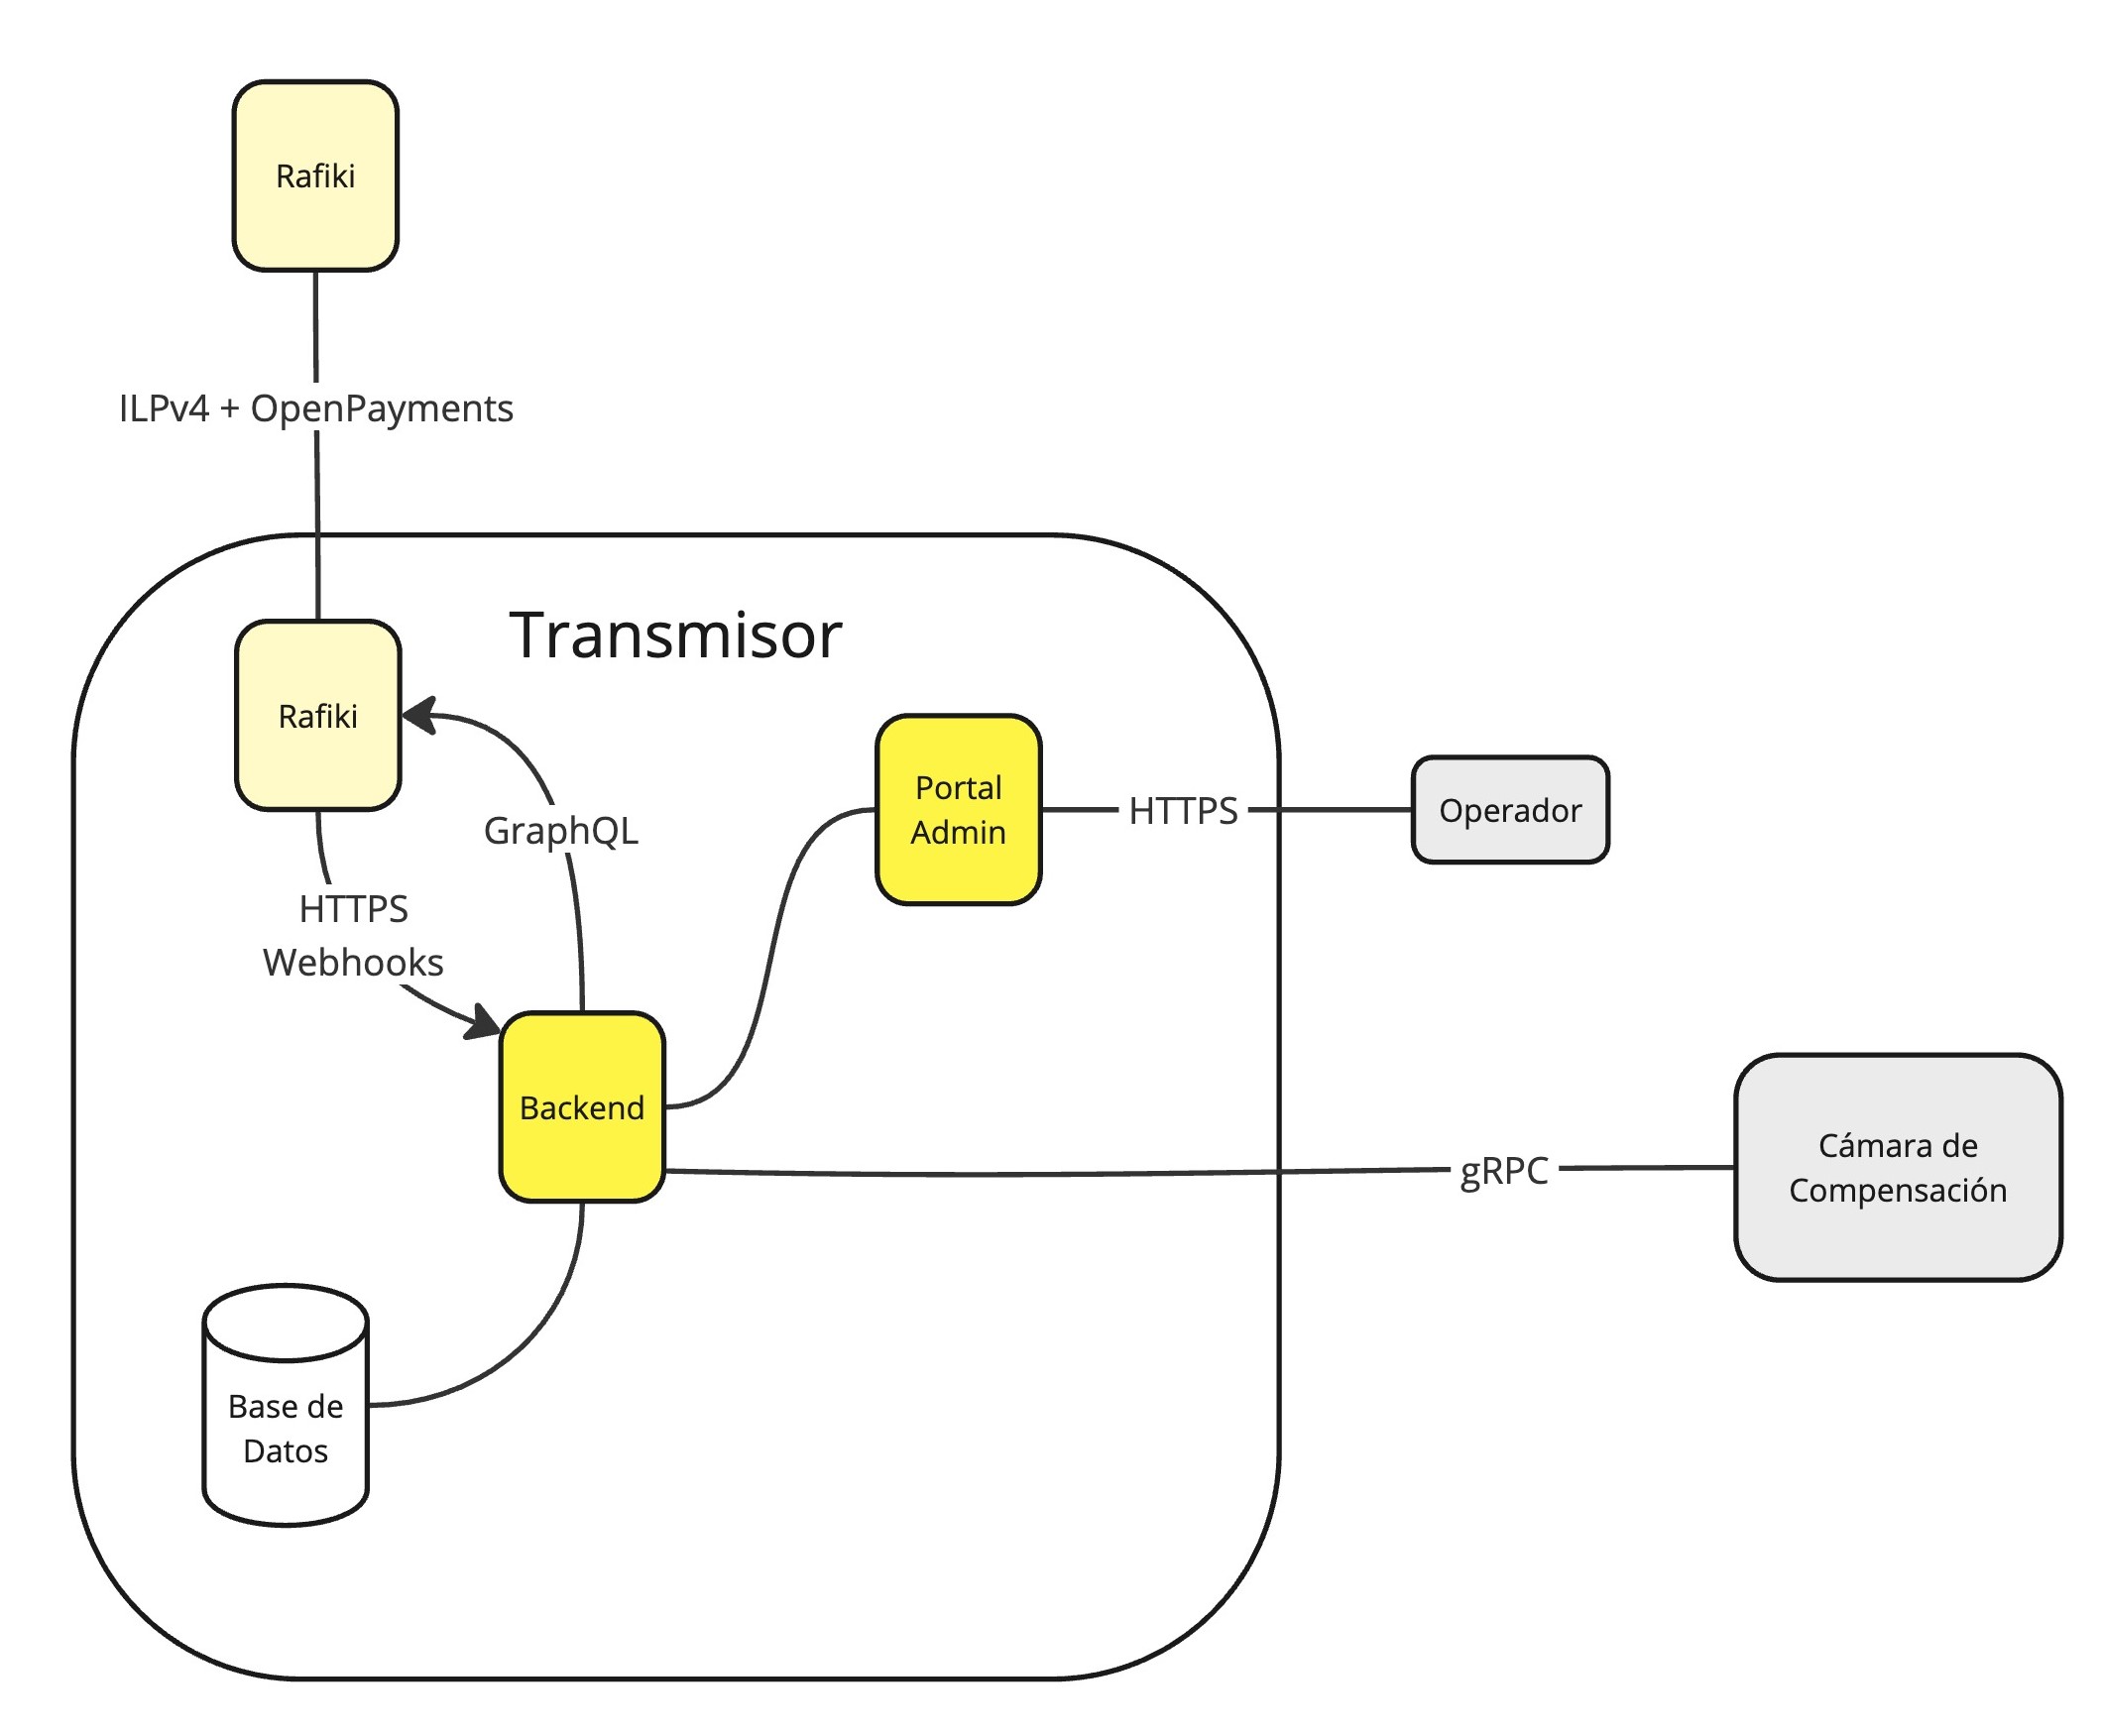 Rafiki
ILPv4 + OpenPayments
Transmisor
Rafiki
GraphQL
HTTPS
Webhooks
Portal
Admin
HTTPS
Operador
Backend
gRPC
Cámara de
Compensación
Base de
Datos